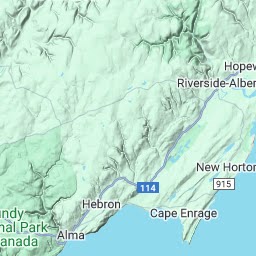 Hopew
Riverside-Alber
New Horton
114
915
Hebron
Cape Enrage
ndy
nal Park
anada
Alma